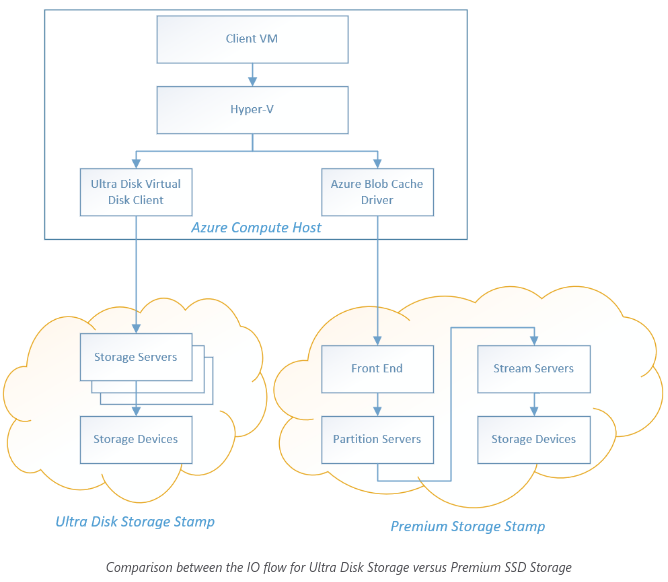 Client VM
Hyper-V
Ultra Disk Virtual
Disk Client
Azure Blob Cache
Driver
Azure Compute Host
Storage Servers
Storage Devices
Ultra Disk Storage Stamp
Front End
Partition Servers
Stream Servers
Storage Devices
Premium Storage Stamp
Comparison between the IO flow for Ultra Disk Storage versus Premium SSD Storage